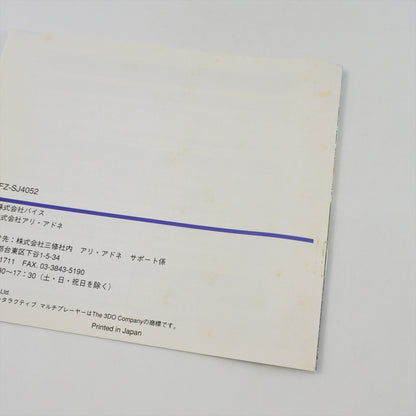 FZ-SJ4052
株式会社バイス
式会社アリ・アドネ
先：株式会社三修社内　アリ・アドネ　サポート係
都台東区下谷1-5-34
1711　FAX. 03-3843-5190
30～17：30（土・日・祝日を除く）
Ltd.
タラクティブ マルチプレーヤーはThe 3DO Companyの商標です。
Printed in Japan